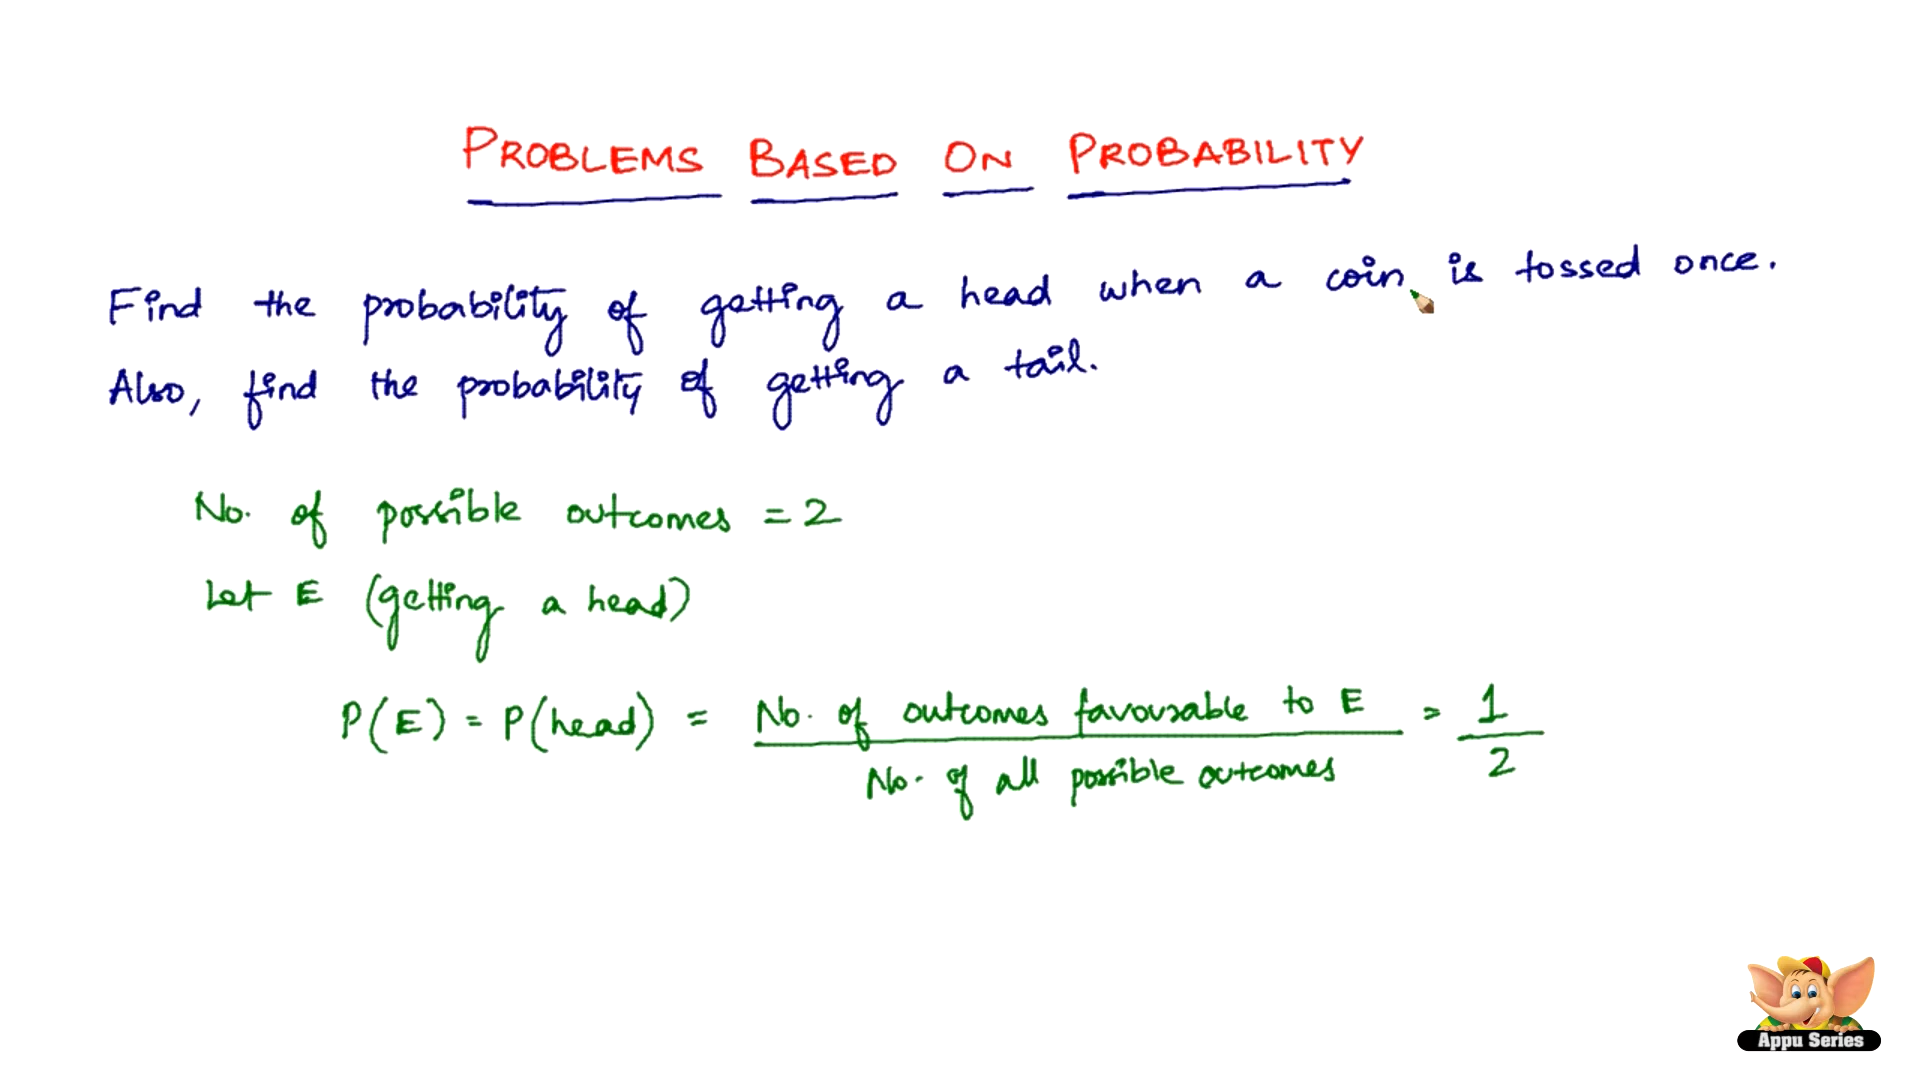 PROBLEMS BASED ON PROBABILITY
Find the probability of getting a head when a coin is tossed once.
Also, find the probability of getting a tail.
No. of possible outcomes = 2
Let E (getting a head)
P(E) = P(head) = No. of outcomes favourable to E / No. of all possible outcomes = 1/2
Appu Series